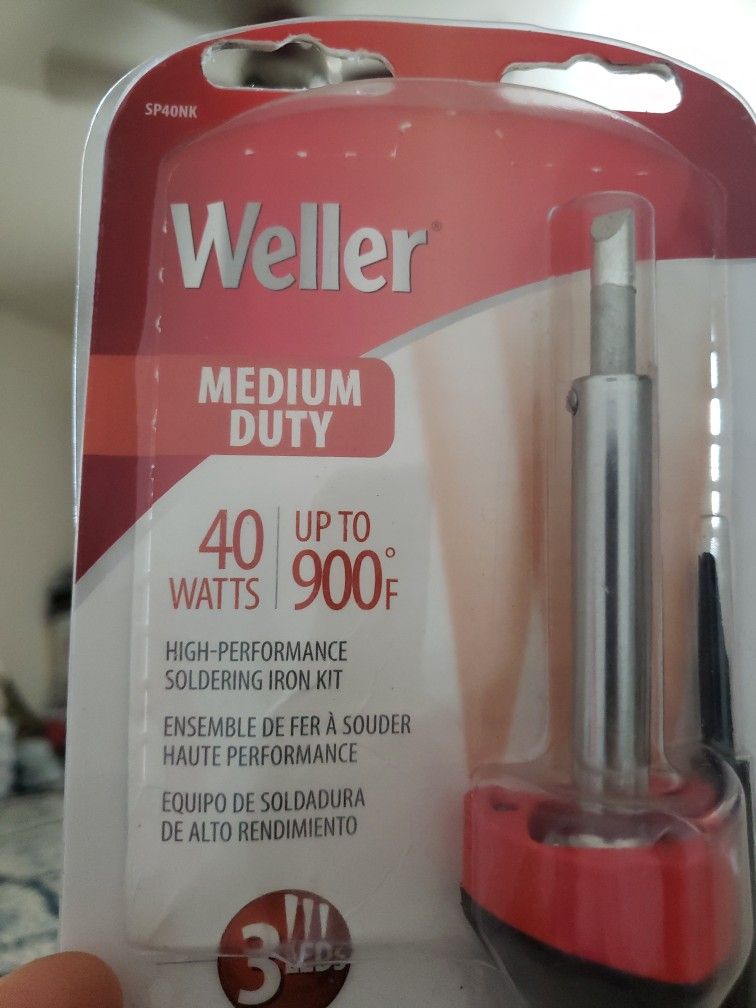 SP40NK
Weller®
MEDIUM
DUTY
40
WATTS
UP TO
900°F
HIGH-PERFORMANCE
SOLDERING IRON KIT
ENSEMBLE DE FER À SOUDER
HAUTE PERFORMANCE
EQUIPO DE SOLDADURA
DE ALTO RENDIMIENTO
3 LEDs